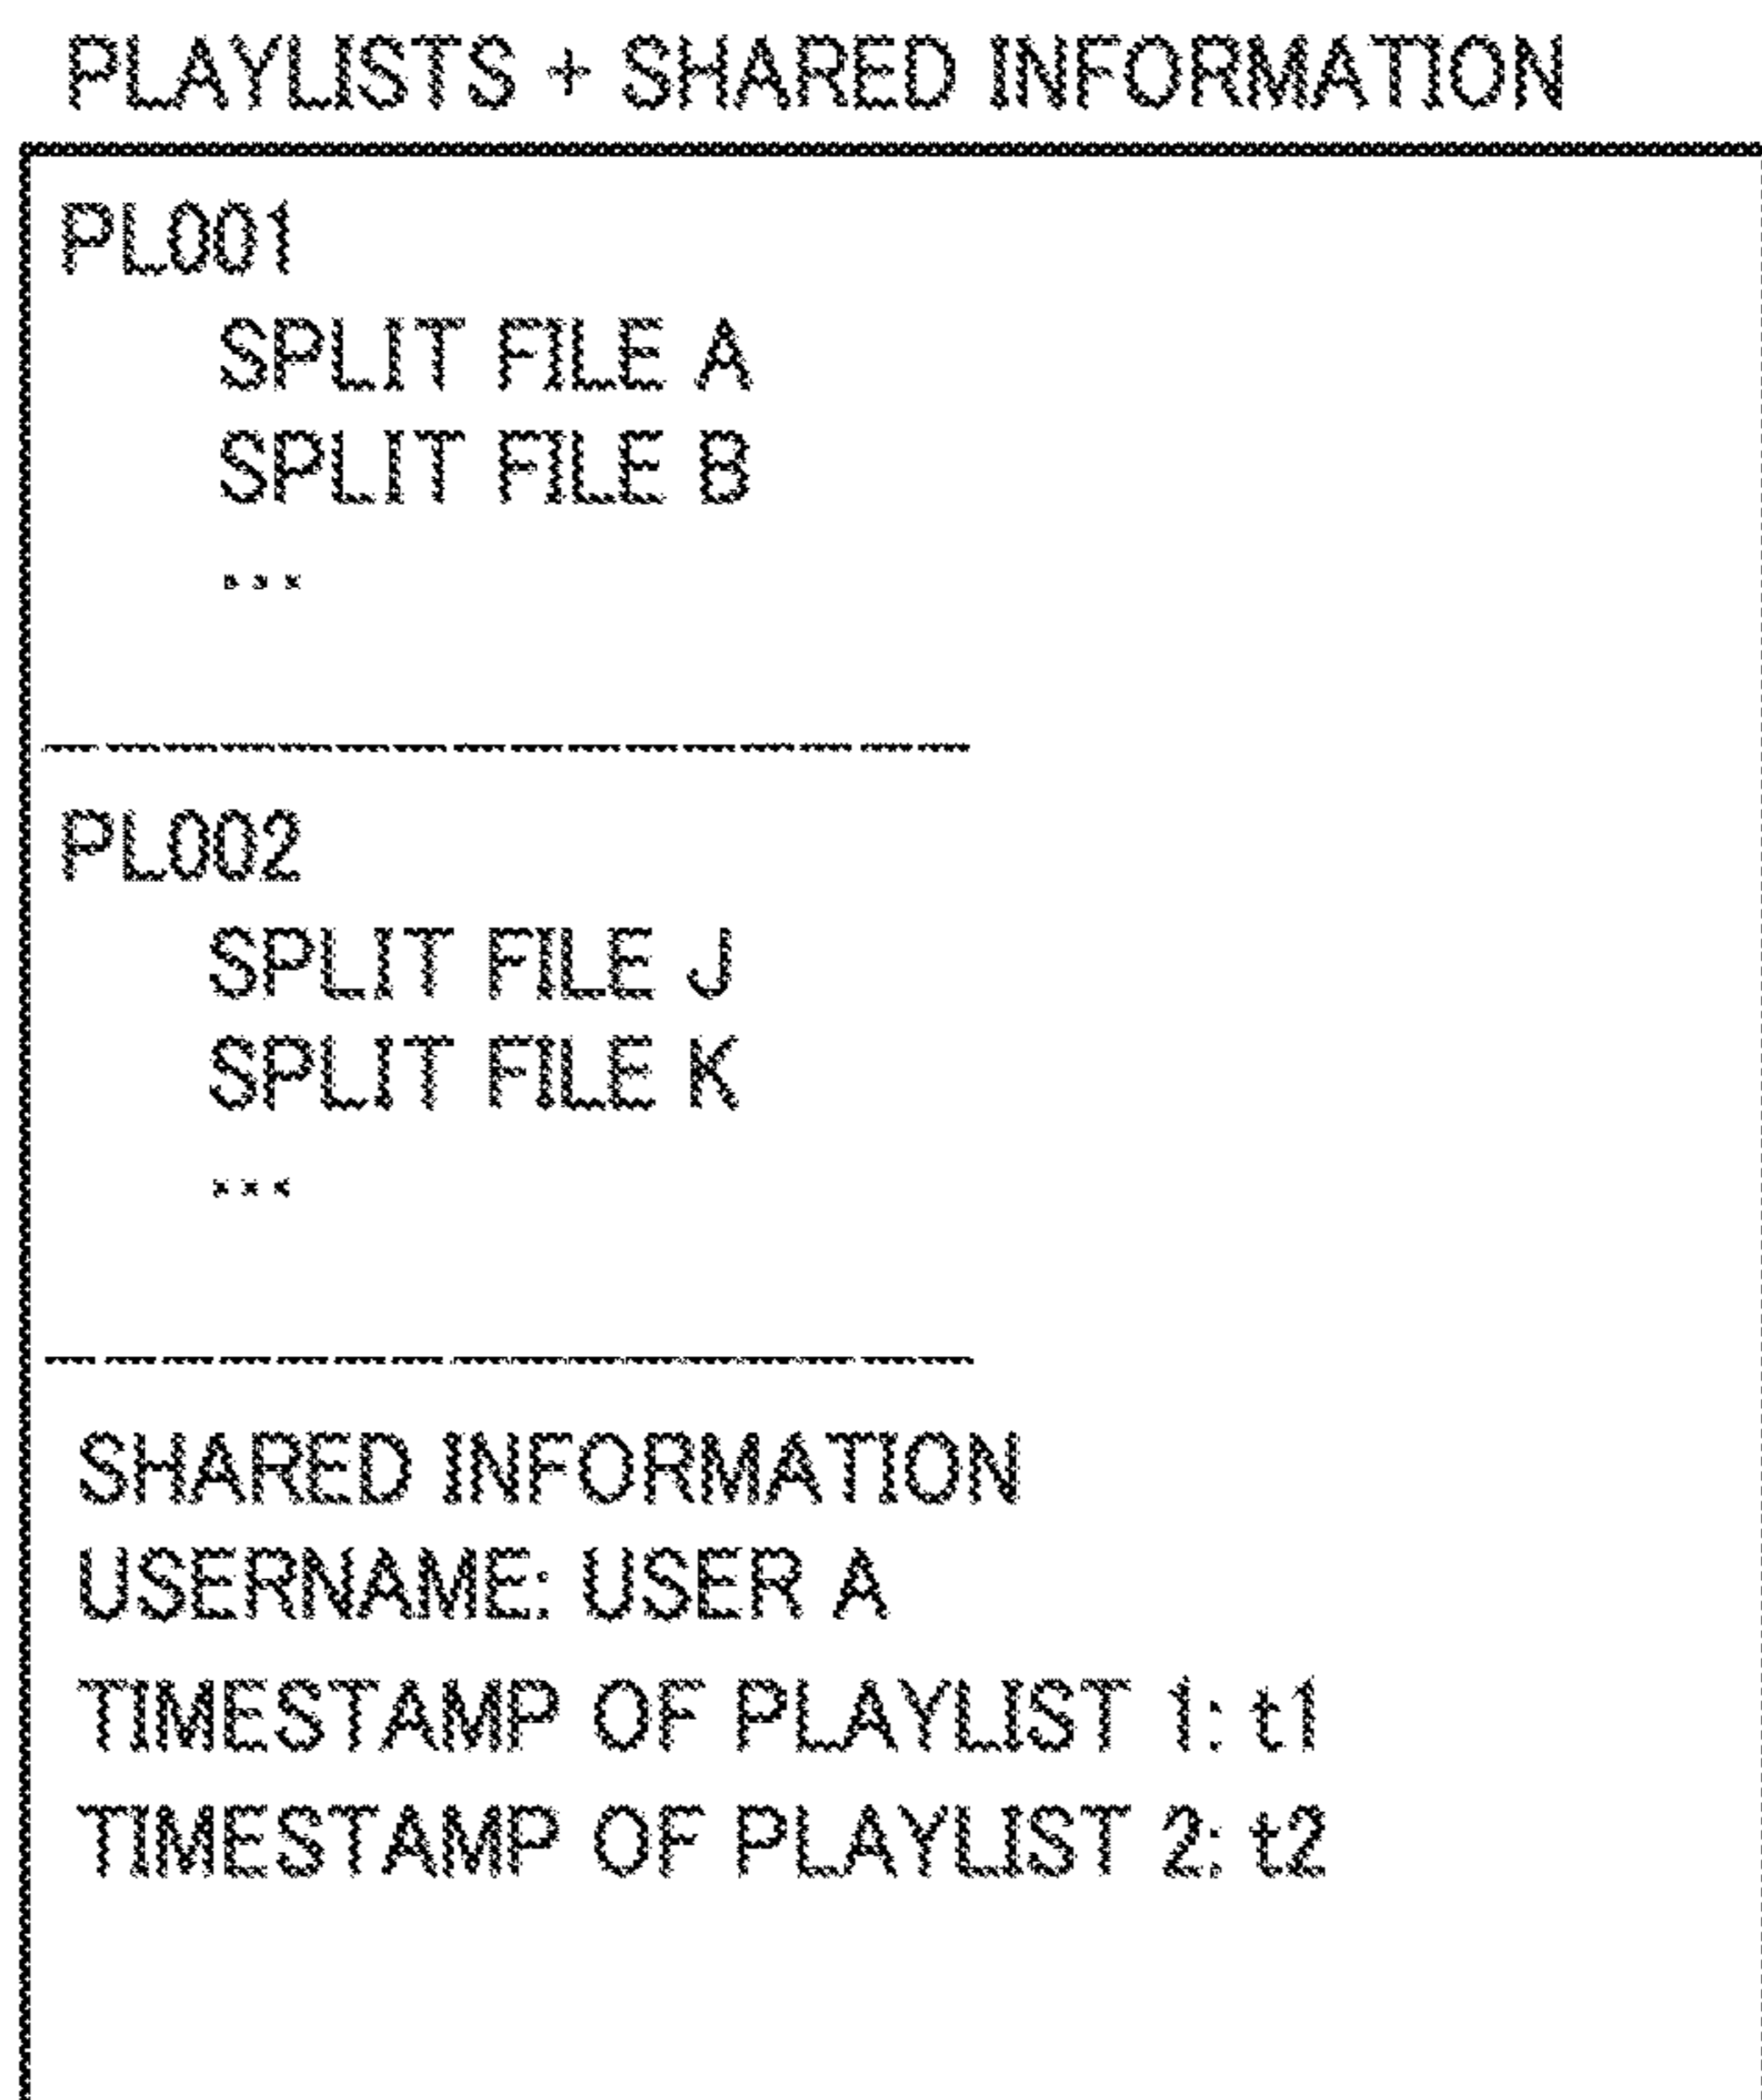 PLAYLISTS + SHARED INFORMATION
PL001
SPLIT FILE A
SPLIT FILE B
...
PL002
SPLIT FILE J
SPLIT FILE K
...
SHARED INFORMATION
USERNAME: USER A
TIMESTAMP OF PLAYLIST 1: t1
TIMESTAMP OF PLAYLIST 2: t2